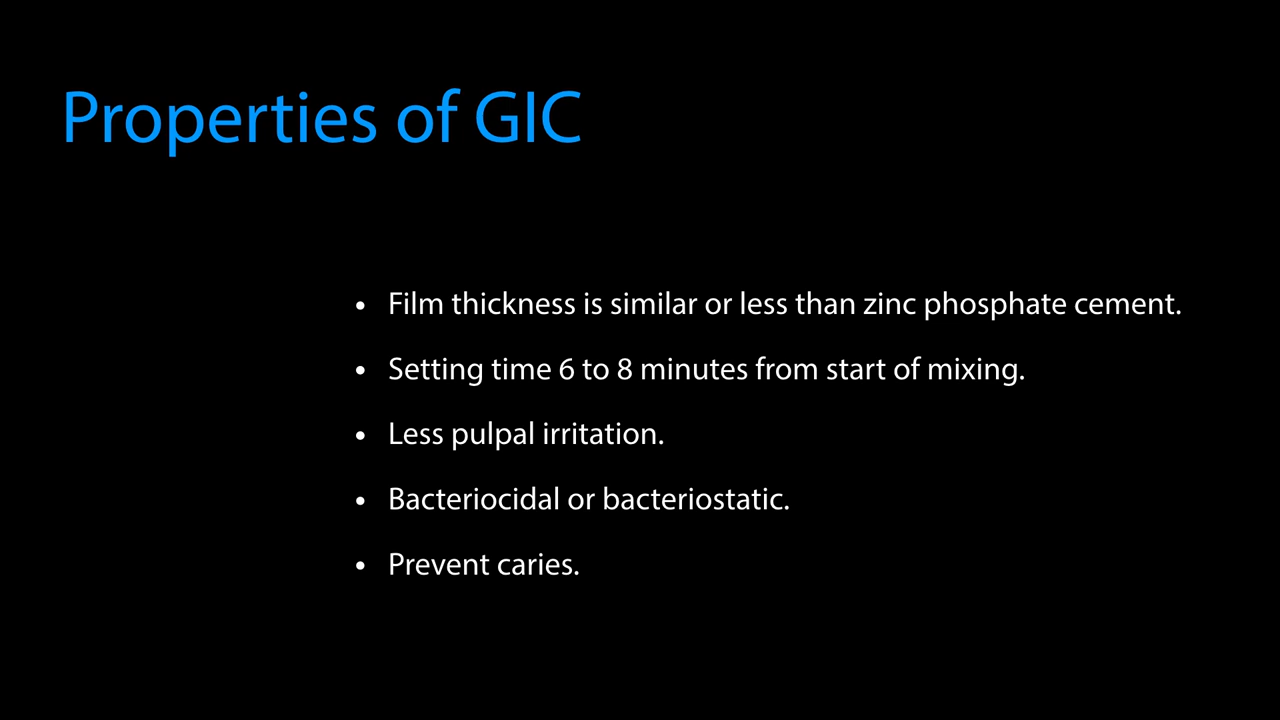 Properties of GIC
• Film thickness is similar or less than zinc phosphate cement.
• Setting time 6 to 8 minutes from start of mixing.
• Less pulpal irritation.
• Bacteriocidal or bacteriostatic.
• Prevent caries.